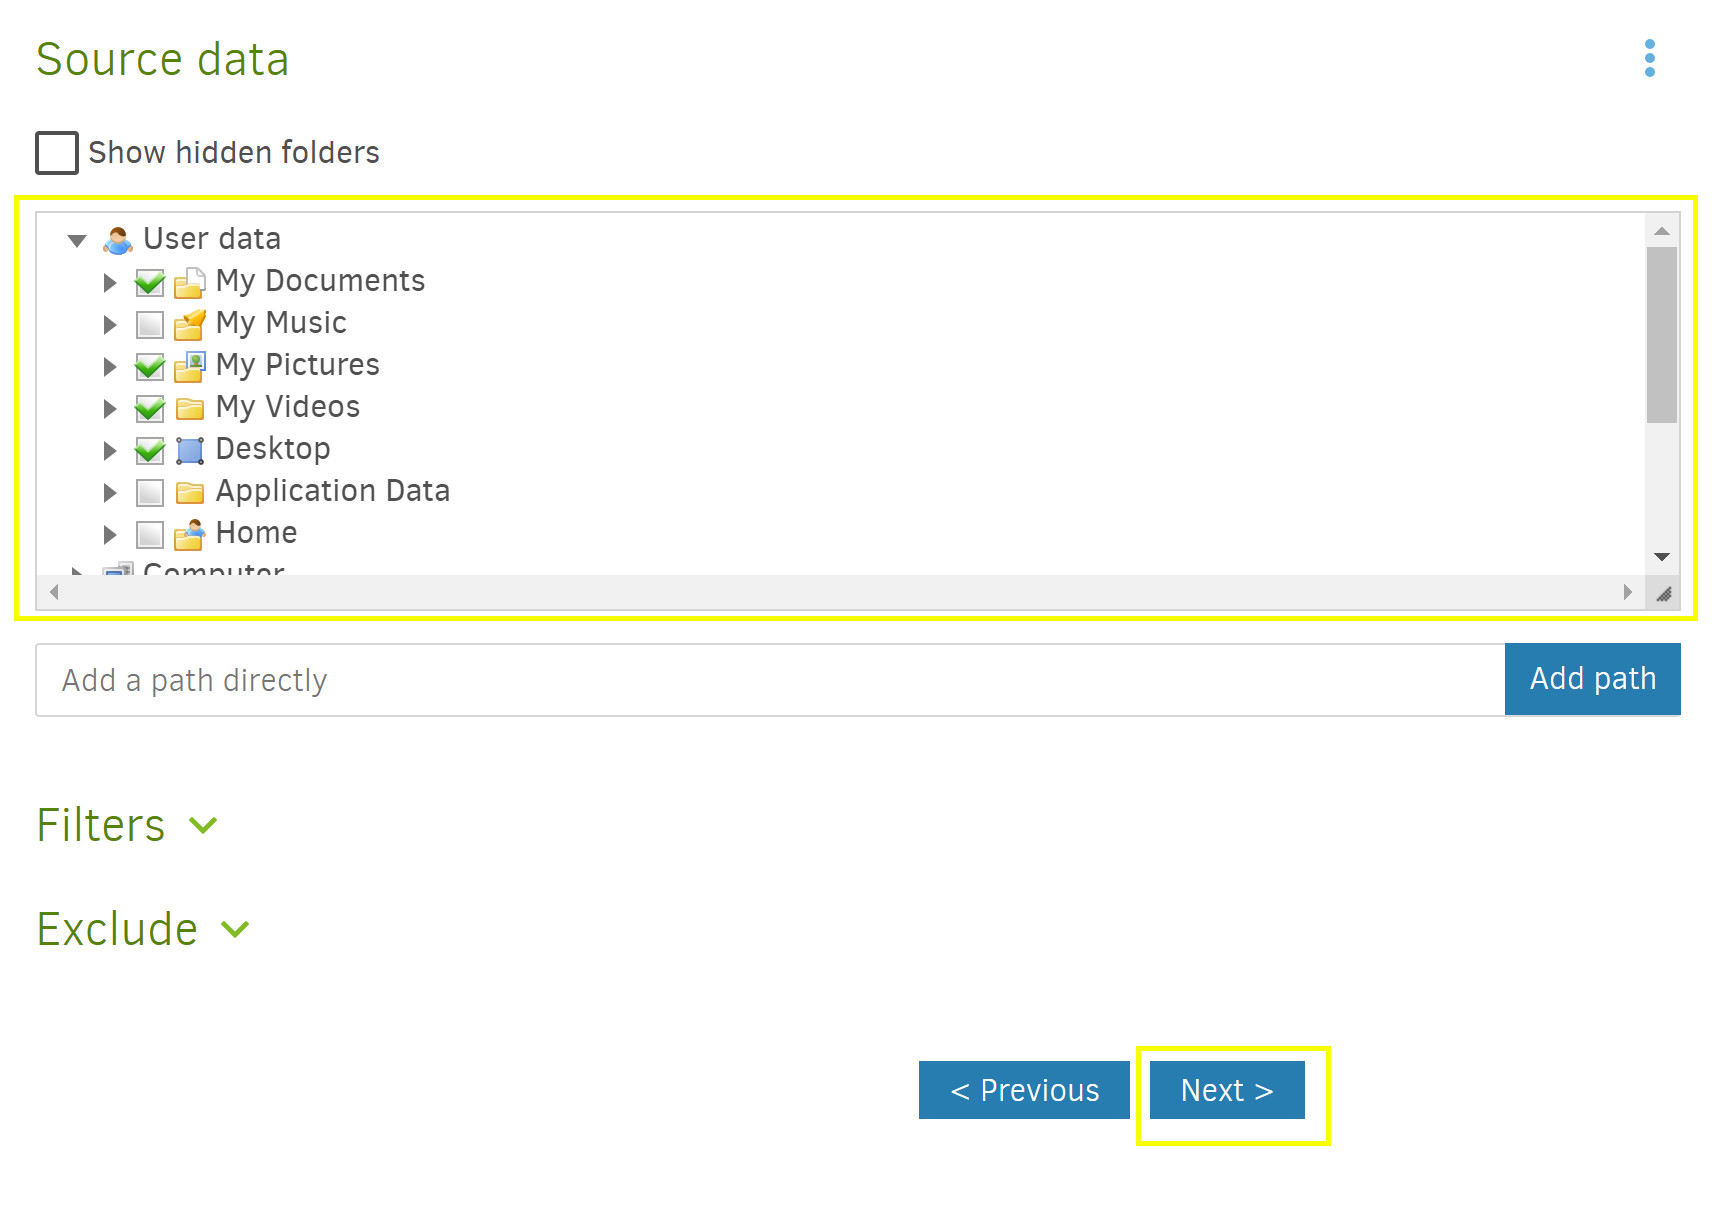 Source data
Show hidden folders
User data
My Documents
My Music
My Pictures
My Videos
Desktop
Application Data
Home
Computer
Add a path directly
Add path
Filters
Exclude
< Previous
Next >